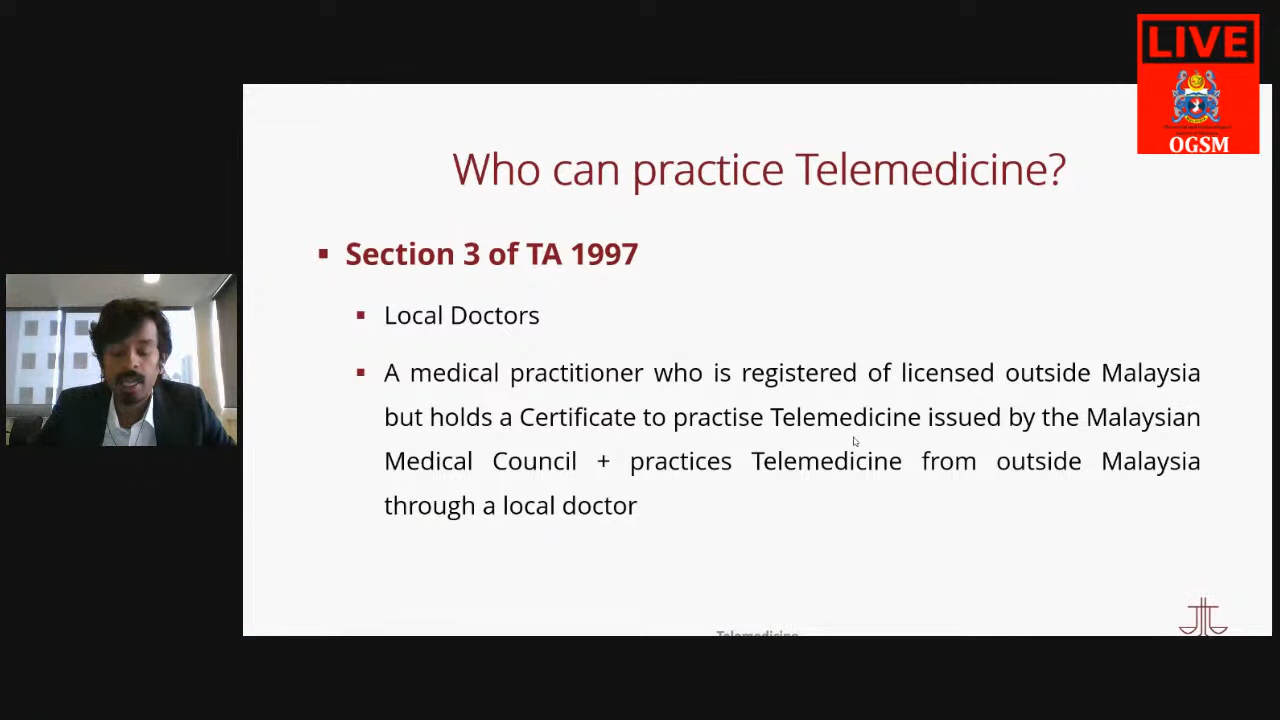 LIVE
OGSM
Who can practice Telemedicine?
Section 3 of TA 1997
Local Doctors
A medical practitioner who is registered of licensed outside Malaysia
but holds a Certificate to practise Telemedicine issued by the Malaysian
Medical Council + practices Telemedicine from outside Malaysia
through a local doctor
Telemedicine